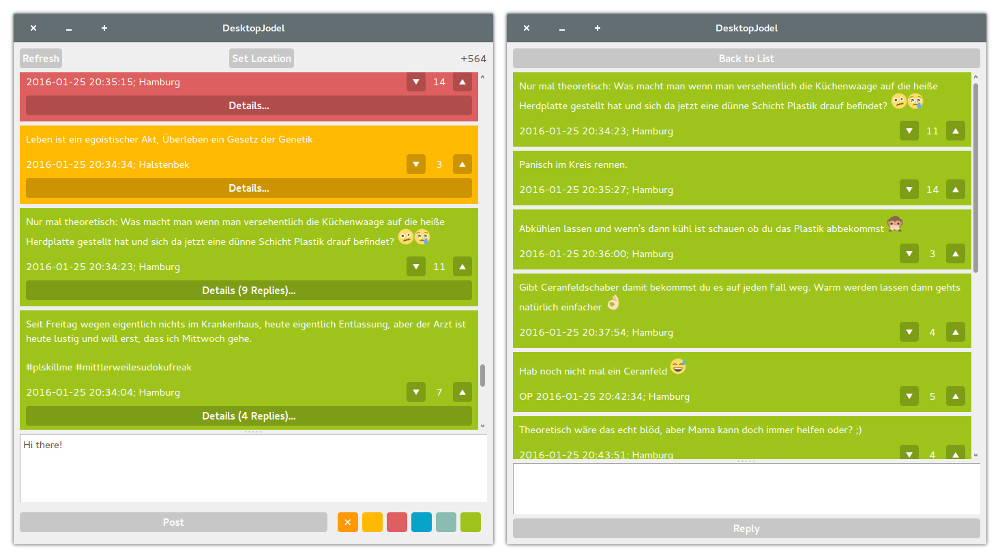 DesktopJodel
Refresh
Set Location
+564
2016-01-25 20:35:15; Hamburg
14
Details...
Leben ist ein egoistischer Akt, Überleben ein Gesetz der Genetik
2016-01-25 20:34:34; Halstenbek
3
Details...
Nur mal theoretisch: Was macht man wenn man versehentlich die Küchenwaage auf die heiße
Herdplatte gestellt hat und sich da jetzt eine dünne Schicht Plastik drauf befindet?
2016-01-25 20:34:23; Hamburg
11
Details (9 Replies)...
Seit Freitag wegen eigentlich nichts im Krankenhaus, heute eigentlich Entlassung, aber der Arzt ist
heute lustig und will erst, dass ich Mittwoch gehe.
#plskillme #mittlerweilesudokufreak
2016-01-25 20:34:04; Hamburg
7
Details (4 Replies)...
Hi there!
Post
DesktopJodel
Back to List
Nur mal theoretisch: Was macht man wenn man versehentlich die Küchenwaage auf die heiße
Herdplatte gestellt hat und sich da jetzt eine dünne Schicht Plastik drauf befindet?
2016-01-25 20:34:23; Hamburg
11
Panisch im Kreis rennen.
2016-01-25 20:35:27; Hamburg
14
Abkühlen lassen und wenn's dann kühl ist schauen ob du das Plastik abbekommst
2016-01-25 20:36:00; Hamburg
3
Gibt Ceranfeldschaber damit bekommst du es auf jeden Fall weg. Warm werden lassen dann gehts
natürlich einfacher
2016-01-25 20:37:54; Hamburg
4
Hab noch nicht mal ein Ceranfeld
OP 2016-01-25 20:42:34; Hamburg
5
Theoretisch wäre das echt blöd, aber Mama kann doch immer helfen oder? ;)
2016-01-25 20:43:51; Hamburg
4
Reply